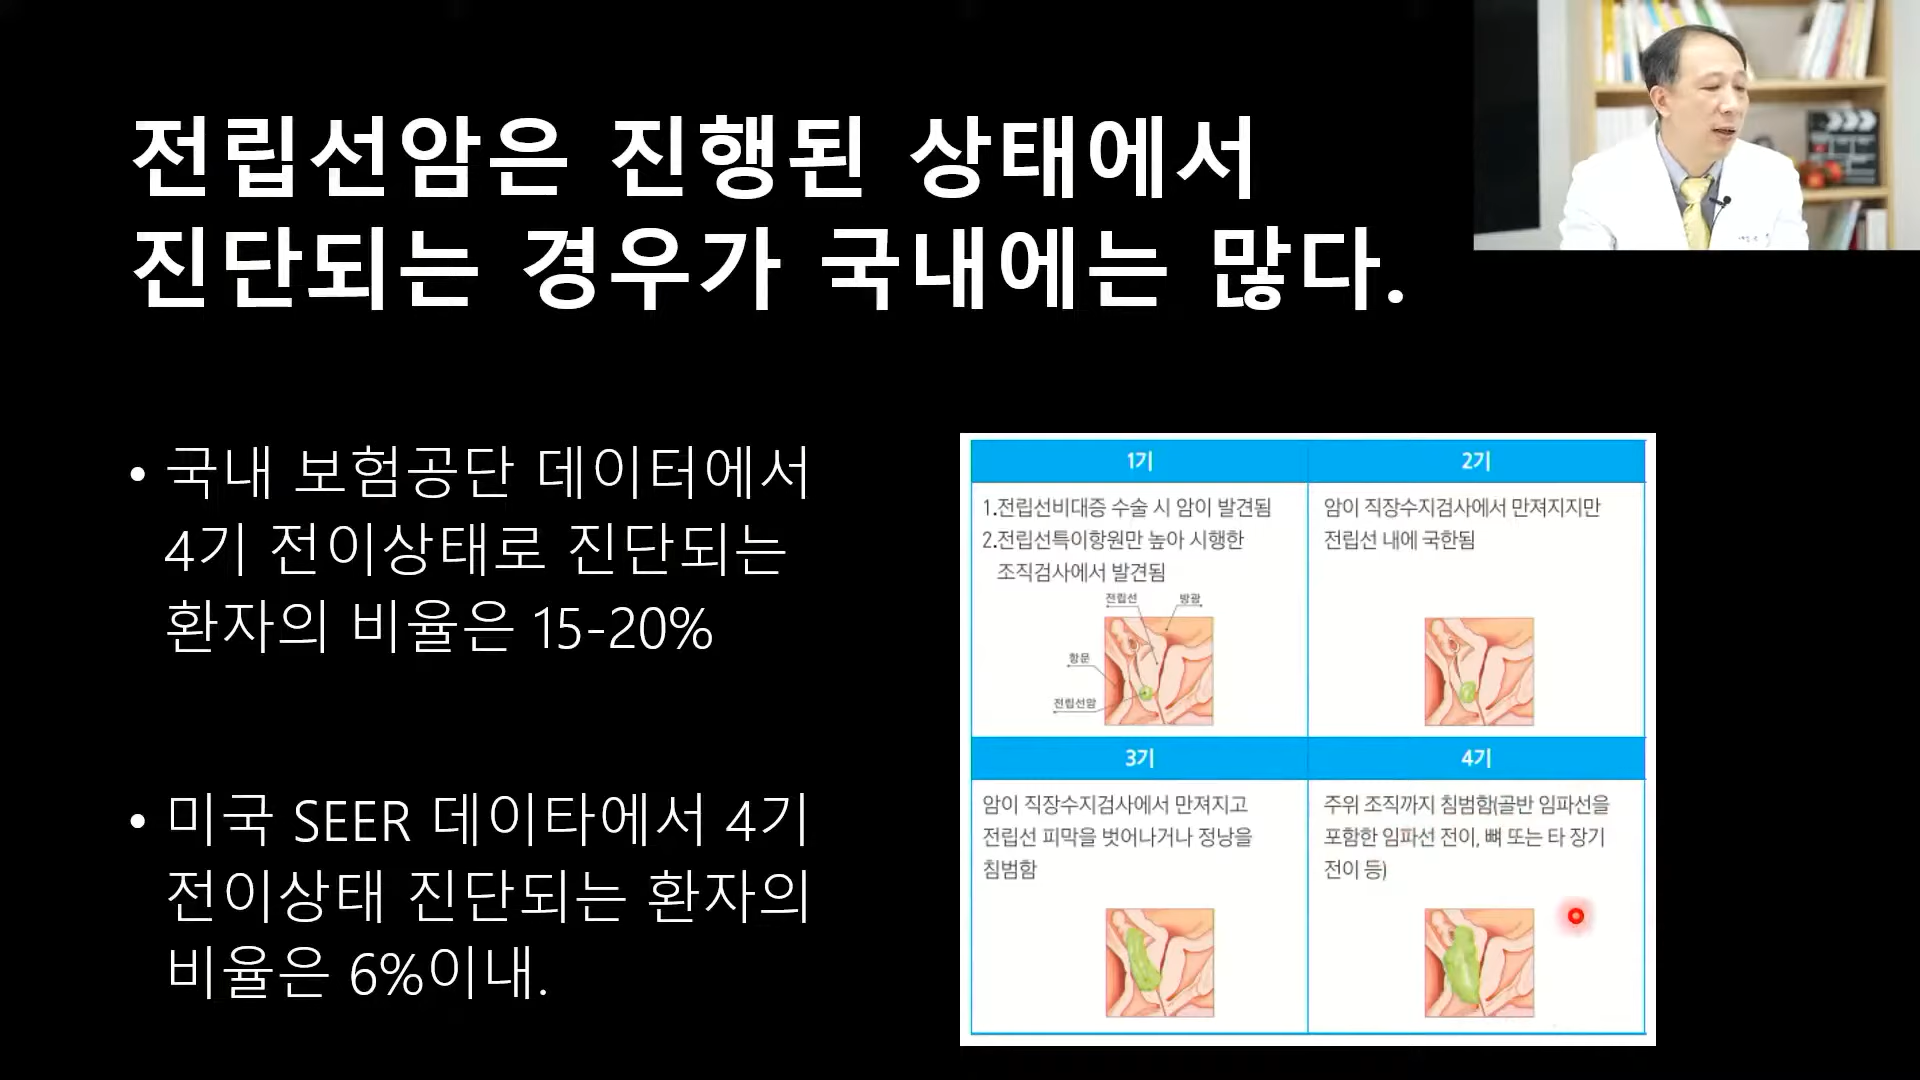 전립선암은 진행된 상태에서
진단되는 경우가 국내에는 많다.
• 국내 보험공단 데이터에서
4기 전이상태로 진단되는
환자의 비율은 15-20%
• 미국 SEER 데이타에서 4기
전이상태 진단되는 환자의
비율은 6%이내.
1기
1.전립선비대증 수술 시 암이 발견됨
2.전립선특이항원만 높아 시행한
조직검사에서 발견됨
전립선
방광
항문
전립선암
2기
암이 직장수지검사에서 만져지지만
전립선 내에 국한됨
3기
암이 직장수지검사에서 만져지고
전립선 피막을 벗어나거나 정낭을
침범함
4기
주위 조직까지 침범함(골반 임파선을
포함한 임파선 전이, 뼈 또는 타 장기
전이 등)